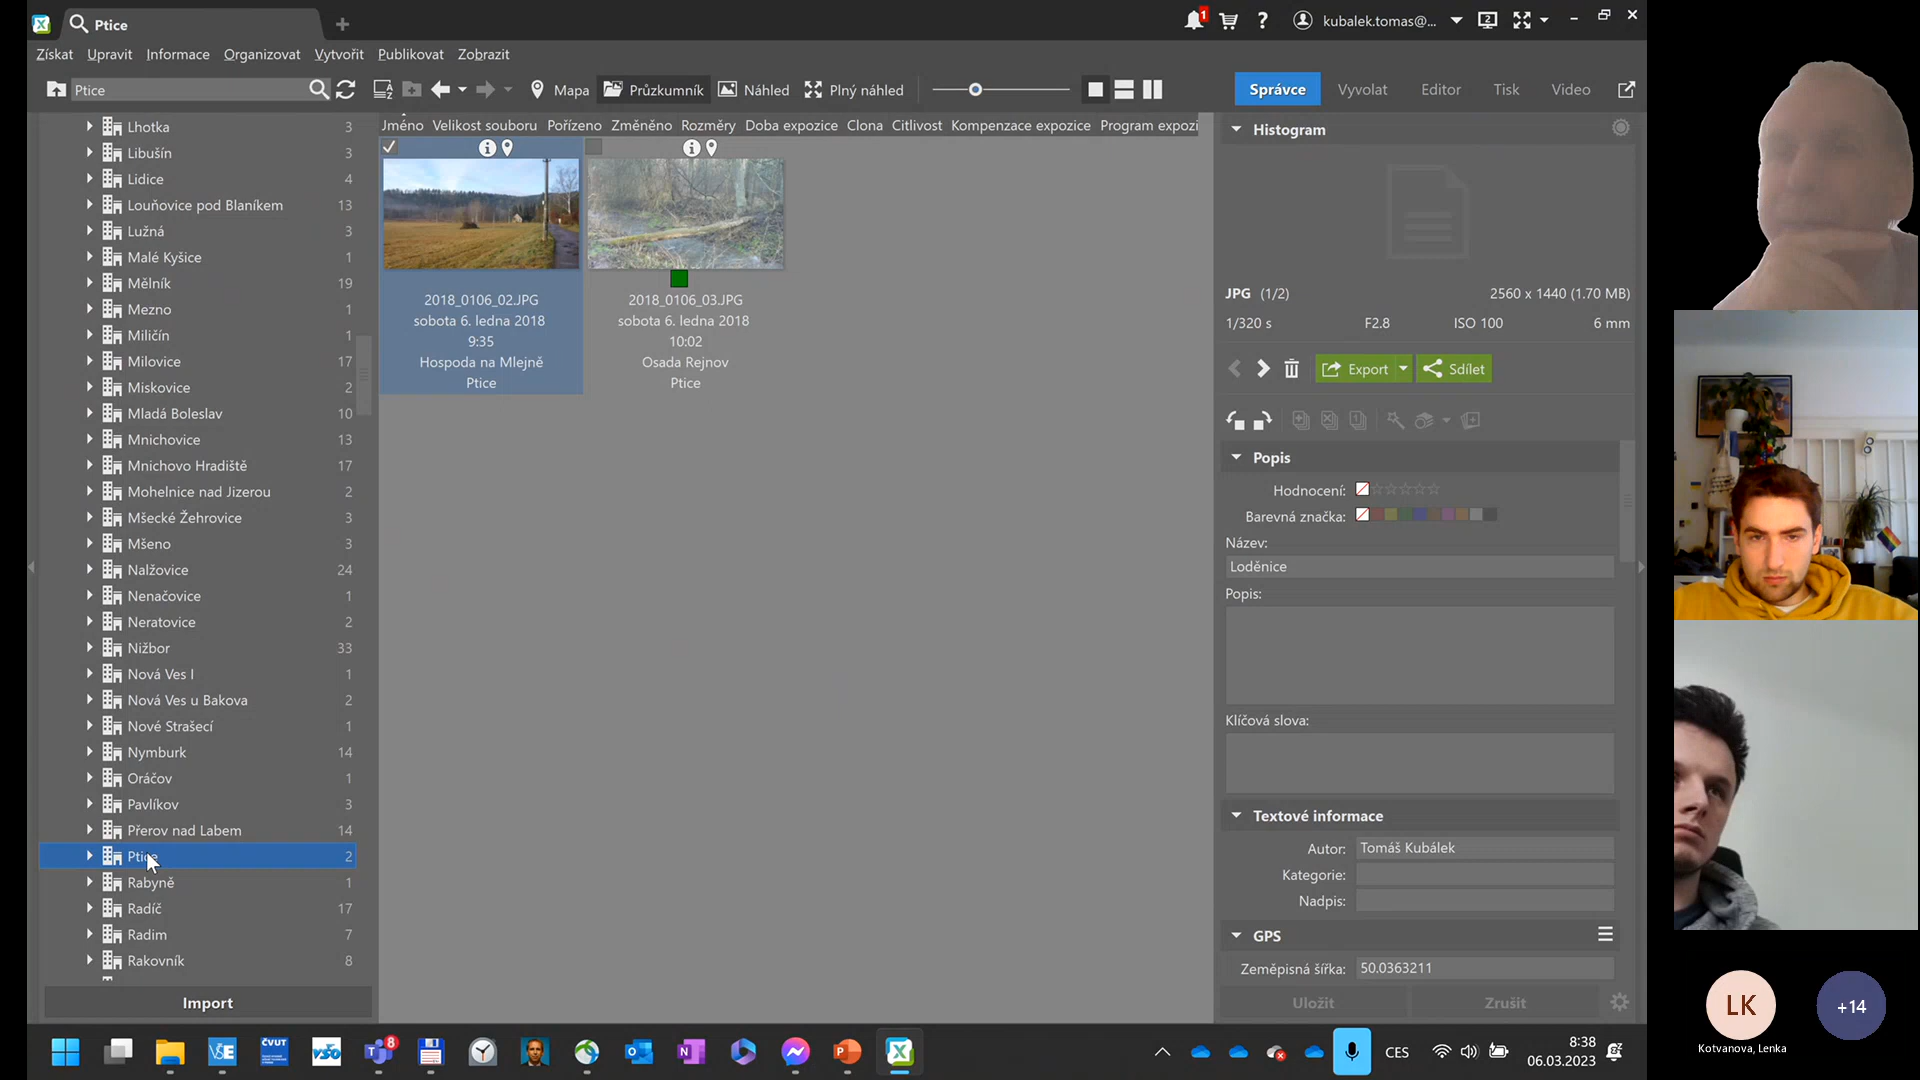 Ptice
1
kubalek.tomas@...
2
Získat Upravit Informace Organizovat Vytvořit Publikovat Zobrazit
Ptice
Mapa Průzkumník Náhled Plný náhled
Správce Vyvolat Editor Tisk Video
Jméno Velikost souboru Pořízeno Změněno Rozměry Doba expozice Clona Citlivost Kompenzace expozice Program expozi
Lhotka 3
Libušín 3
Lidice 4
Louňovice pod Blaníkem 13
Lužná 3
Malé Kyšice 1
Mělník 19
Mezno 1
Miličín 1
Milovice 17
Miskovice 2
Mladá Boleslav 10
Mnichovice 13
Mnichovo Hradiště 17
Mohelnice nad Jizerou 2
Mšecké Žehrovice 3
Mšeno 3
Nalžovice 24
Nenačovice 1
Neratovice 2
Nižbor 33
Nová Ves I 1
Nová Ves u Bakova 2
Nové Strašecí 1
Nymburk 14
Oráčov 1
Pavlíkov 3
Přerov nad Labem 14
Ptice 2
Rabyně 1
Radíč 17
Radim 7
Rakovník 8
Import
2018_0106_02.JPG
sobota 6. ledna 2018
9:35
Hospoda na Mlejně
Ptice
2018_0106_03.JPG
sobota 6. ledna 2018
10:02
Osada Rejnov
Ptice
Histogram
JPG (1/2) 2560 x 1440 (1.70 MB)
1/320 s F2.8 ISO 100 6 mm
Export Sdílet
Popis
Hodnocení:
Barevná značka:
Název:
Loděnice
Popis:
Klíčová slova:
Textové informace
Autor: Tomáš Kubálek
Kategorie:
Nadpis:
GPS
Zeměpisná šířka: 50.0363211
Uložit Zrušit
LK
+14
Kotvanova, Lenka
VŠE
ČVUT
VŠO
8
CES
8:38
06.03.2023